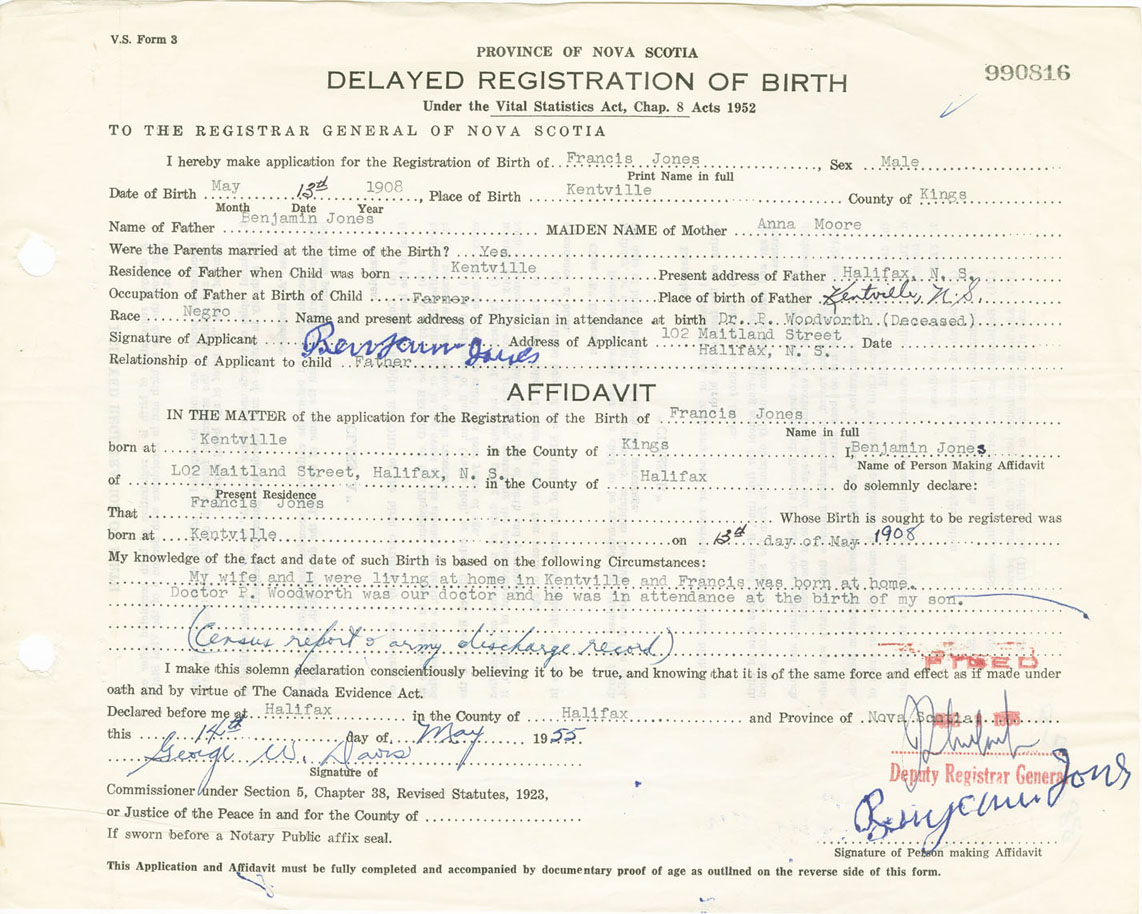 V.S. Form 3
PROVINCE OF NOVA SCOTIA
990816
DELAYED REGISTRATION OF BIRTH
Under the Vital Statistics Act, Chap. 8 Acts 1952
TO THE REGISTRAR GENERAL OF NOVA SCOTIA
I hereby make application for the Registration of Birth of Francis Jones, Sex Male
Print Name in full
Date of Birth May 13th 1908, Place of Birth Kentville County of Kings
Month Date Year
Name of Father Benjamin Jones MAIDEN NAME of Mother Anna Moore
Were the Parents married at the time of the Birth? Yes
Residence of Father when Child was born Kentville Present address of Father Halifax, N. S.
Occupation of Father at Birth of Child Farmer Place of birth of Father Kentville, N.S.
Race Negro Name and present address of Physician in attendance at birth Dr. P. Woodworth (Deceased)
Signature of Applicant Benjamin Jones Address of Applicant 102 Maitland Street Date
Halifax, N. S.
Relationship of Applicant to child Father
AFFIDAVIT
IN THE MATTER of the application for the Registration of the Birth of Francis Jones
Name in full
born at Kentville in the County of Kings I, Benjamin Jones
Name of Person Making Affidavit
of L02 Maitland Street, Halifax, N. S. in the County of Halifax do solemnly declare:
Present Residence
That Francis Jones Whose Birth is sought to be registered was
born at Kentville on 13th day of May 1908
My knowledge of the fact and date of such Birth is based on the following Circumstances:
My wife and I were living at home in Kentville and Francis was born at home.
Doctor P. Woodworth was our doctor and he was in attendance at the birth of my son.
(Census report & army discharge record)
FILED
I make this solemn declaration conscientiously believing it to be true, and knowing that it is of the same force and effect as if made under
oath and by virtue of The Canada Evidence Act.
Declared before me at Halifax in the County of Halifax and Province of Nova Scotia
this 14th day of May 1955.
George W. Davis
Signature of
Deputy Registrar General
Commissioner under Section 5, Chapter 38, Revised Statutes, 1923,
or Justice of the Peace in and for the County of
Benjamin Jones
If sworn before a Notary Public affix seal.
Signature of Person making Affidavit
This Application and Affidavit must be fully completed and accompanied by documentary proof of age as outlined on the reverse side of this form.